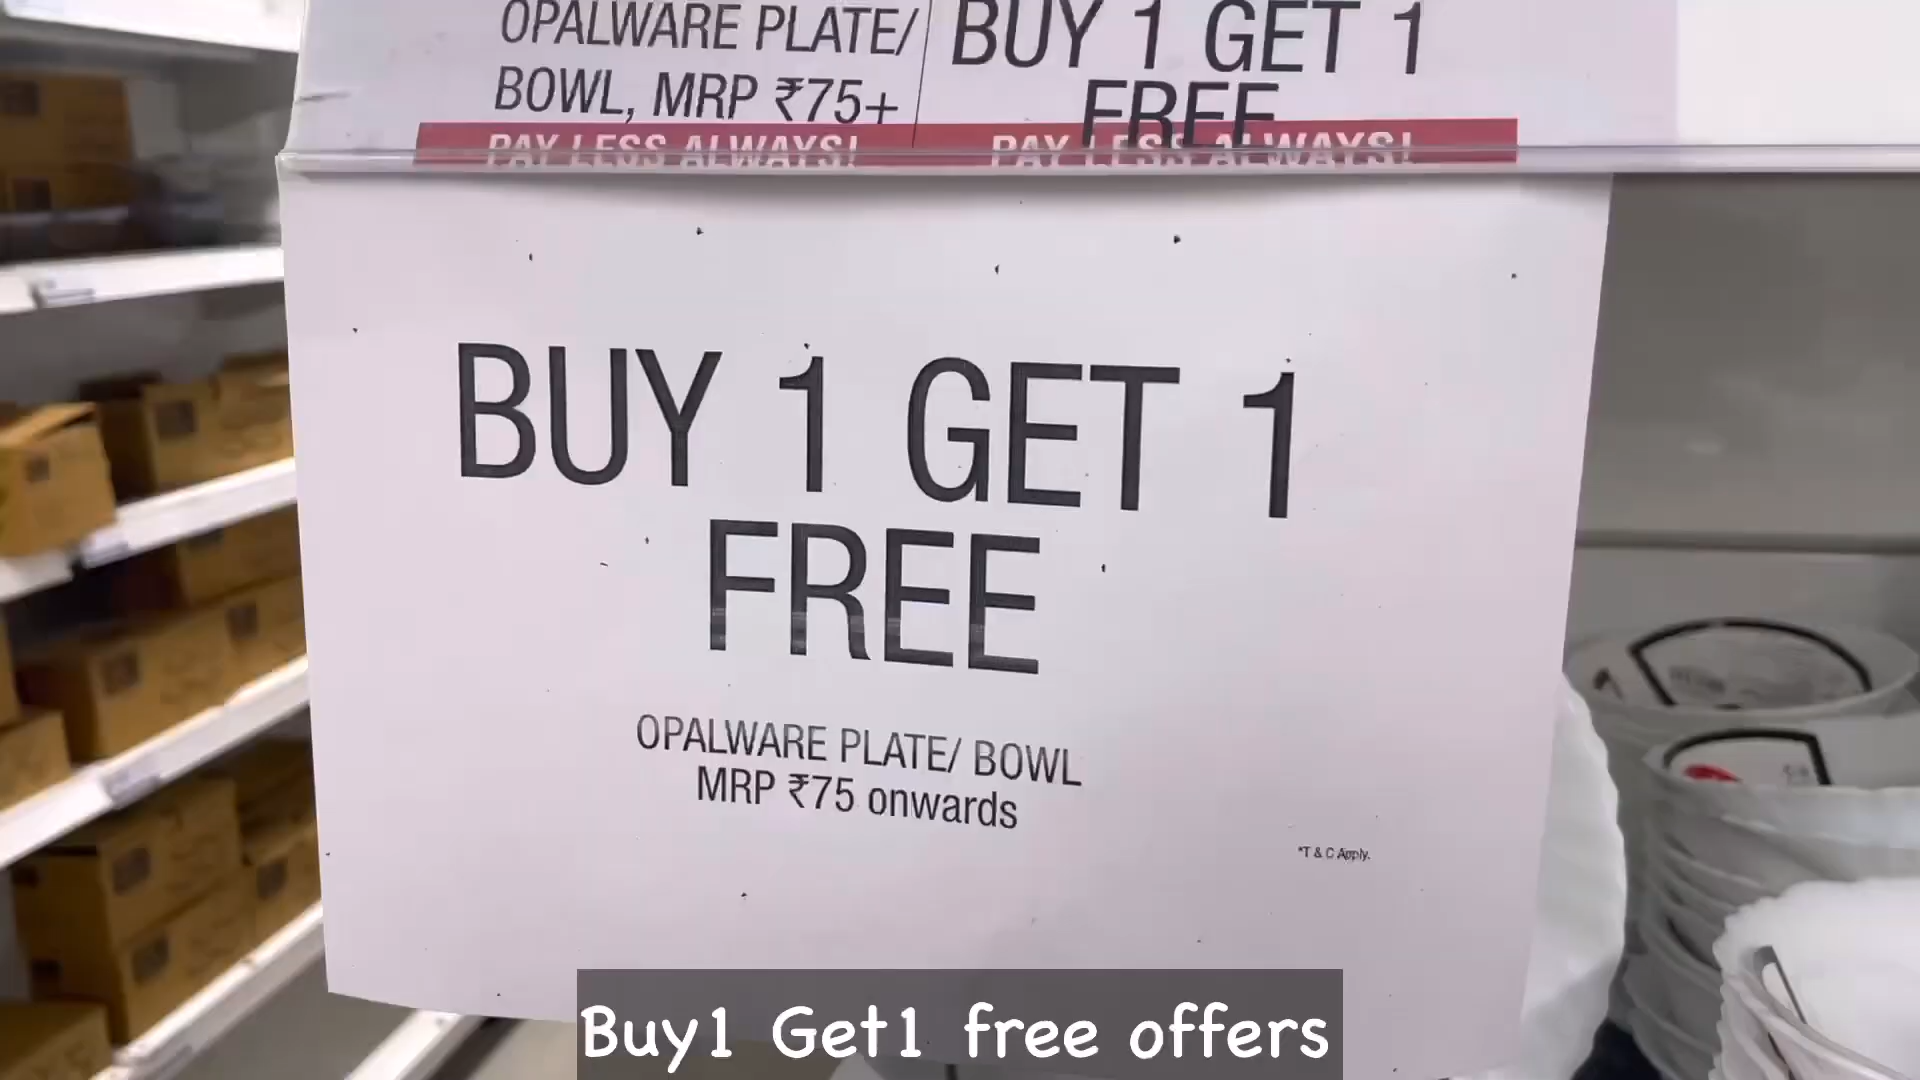 OPALWARE PLATE/
BOWL, MRP ₹75+
BUY 1 GET 1
FREE
PAY LESS ALWAYS!
PAY LESS ALWAYS!
BUY 1 GET 1
FREE
OPALWARE PLATE/ BOWL
MRP ₹75 onwards
*T & C Apply.
Buy1 Get1 free offers